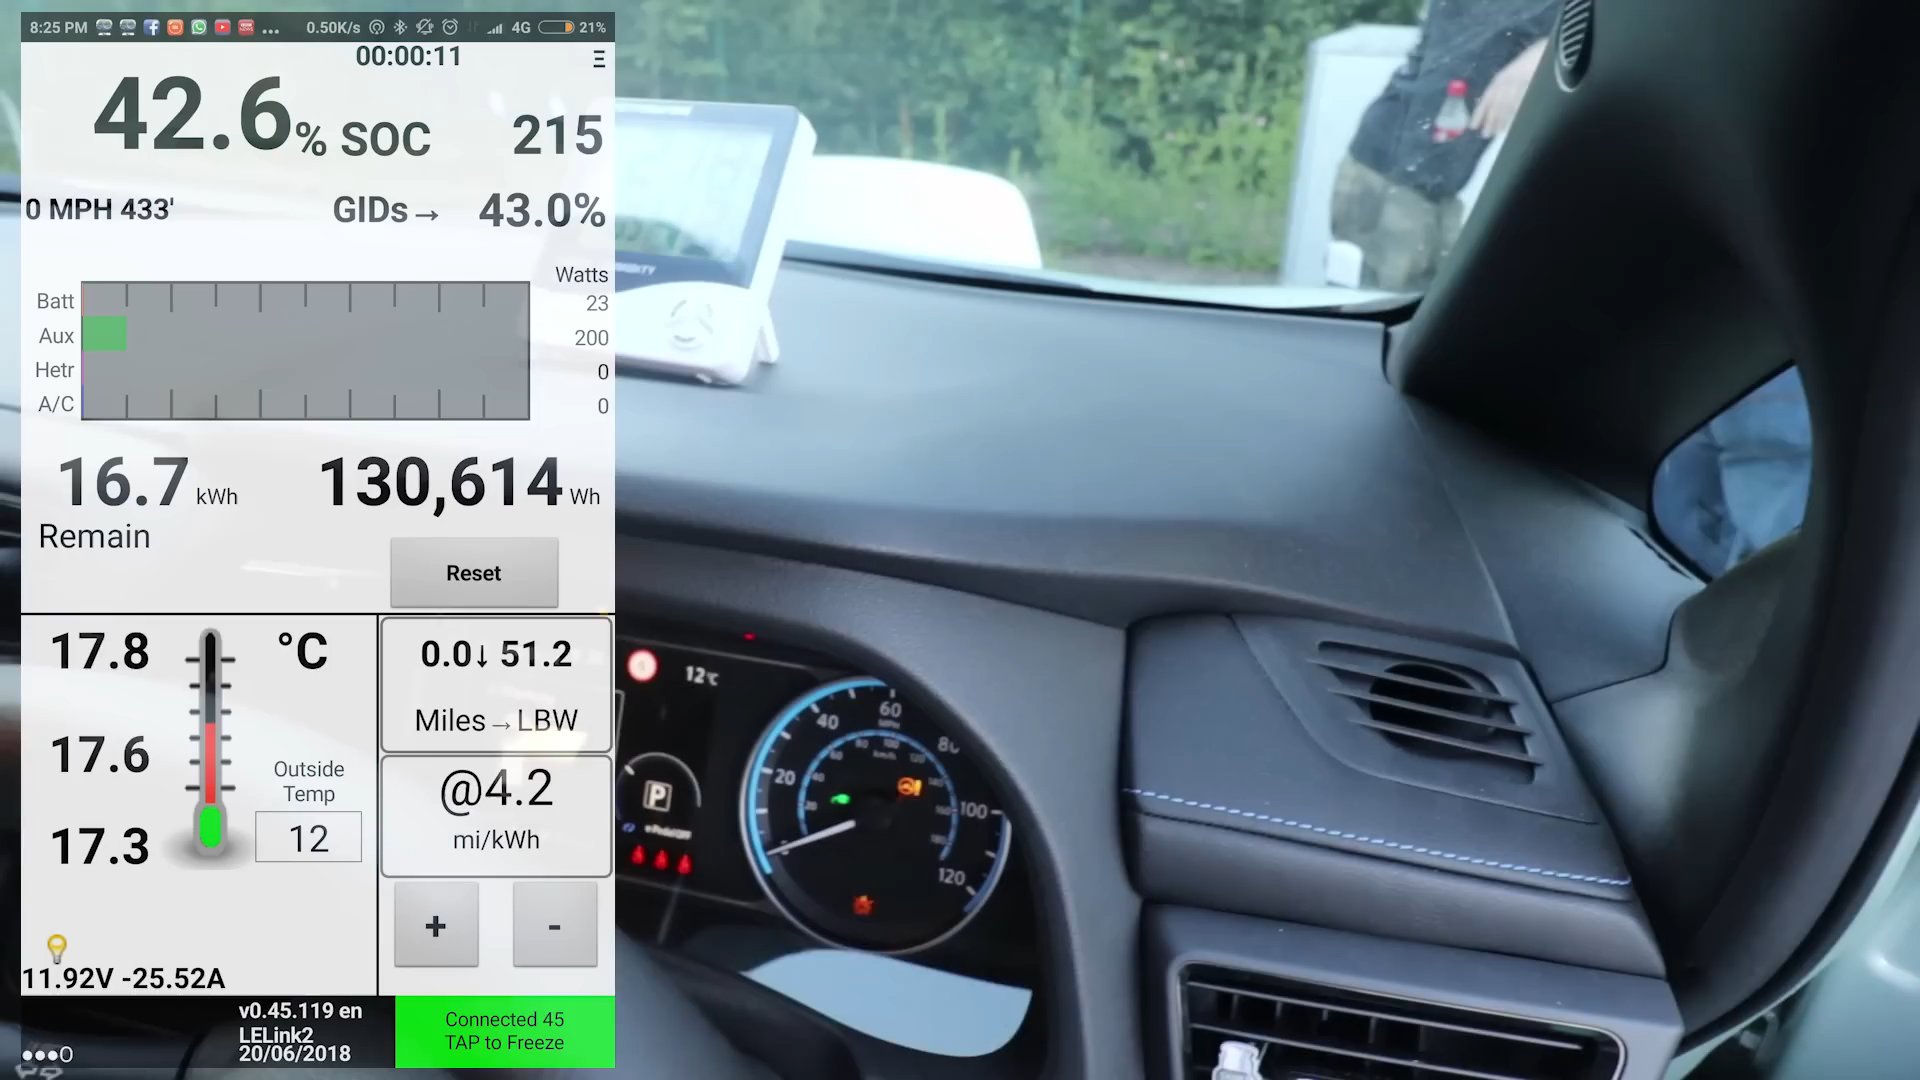 8:25 PM ... 0.50K/s 4G 21%
00:00:11
42.6% SOC 215
0 MPH 433' GIDs→ 43.0%
Watts
Batt 23
Aux 200
Hetr 0
A/C 0
16.7 kWh 130,614 Wh
Remain
Reset
17.8 °C
17.6
17.3
Outside
Temp
12
0.0↓ 51.2
Miles→LBW
@4.2
mi/kWh
+ -
11.92V -25.52A
v0.45.119 en
LELink2
20/06/2018
Connected 45
TAP to Freeze
12°C
P
20 40 60 80 100 120
MPH
km/h